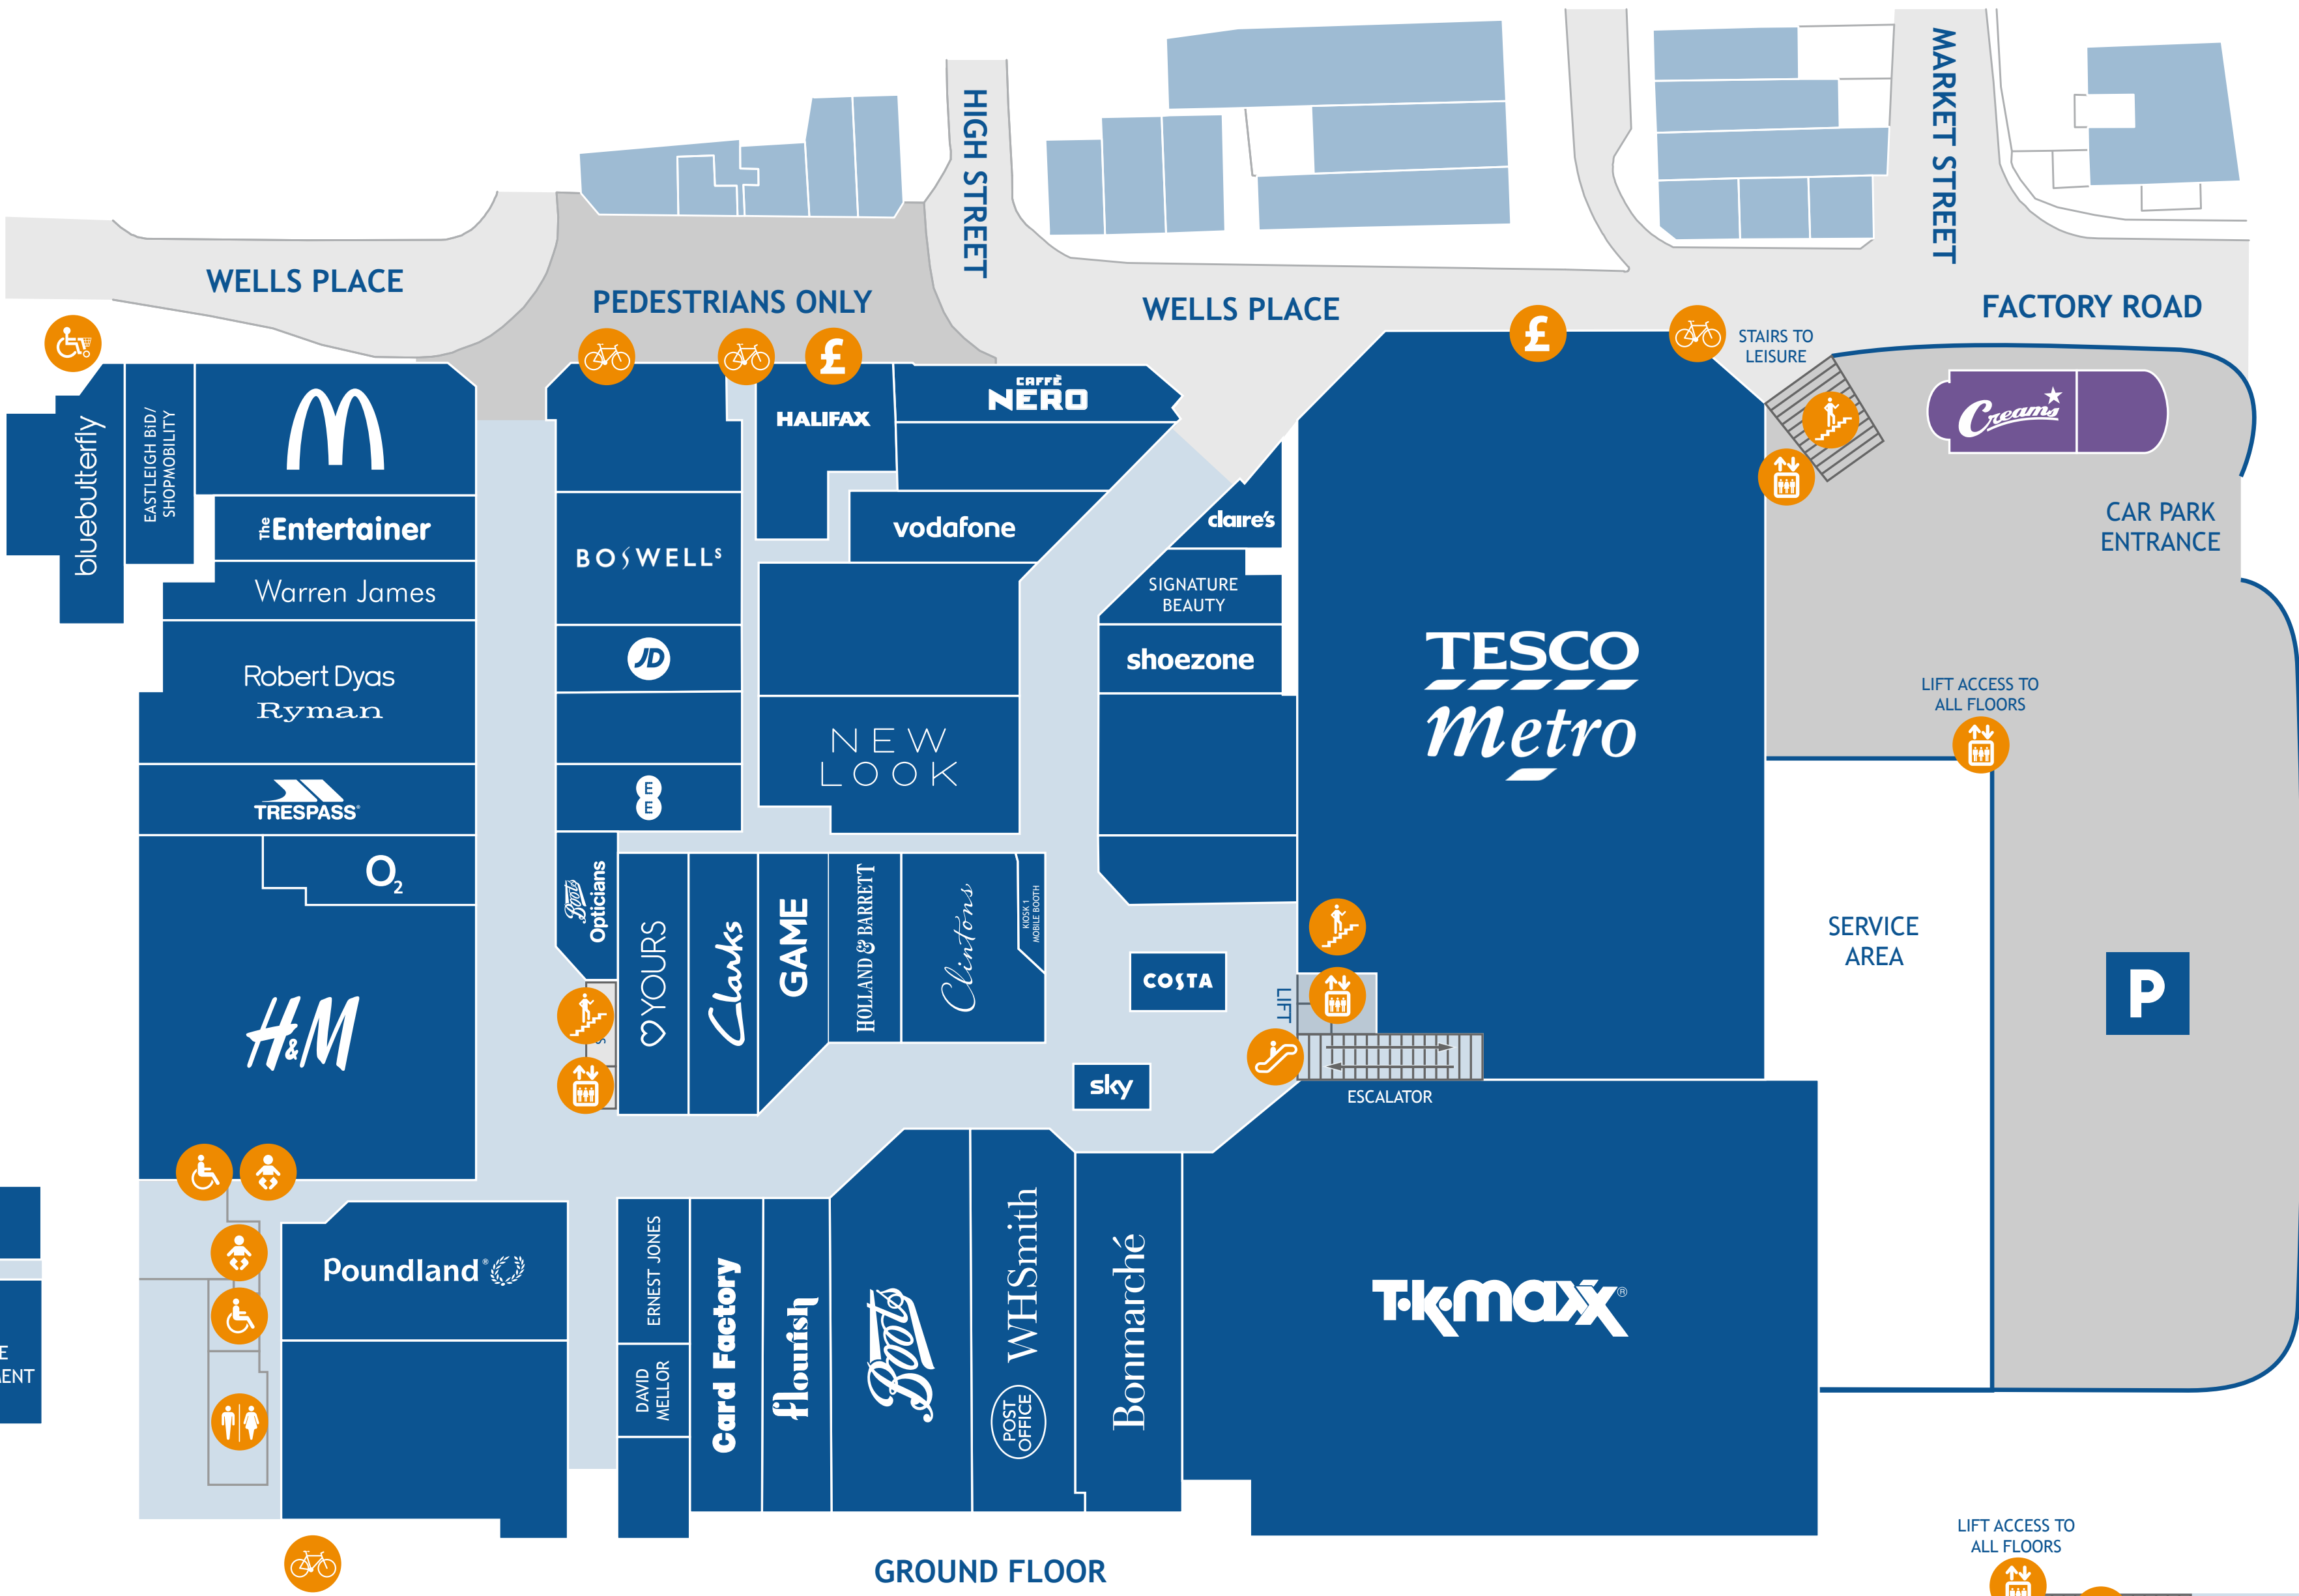 HIGH STREET
MARKET STREET
WELLS PLACE
PEDESTRIANS ONLY
WELLS PLACE
FACTORY ROAD
STAIRS TO
LEISURE
£
£
CAFFÈ
NERO
HALIFAX
Creams
bluebutterfly
EASTLEIGH BiD/
SHOPMOBILITY
The Entertainer
BOSWELLS
vodafone
claire's
CAR PARK
ENTRANCE
Warren James
SIGNATURE
BEAUTY
Robert Dyas
Ryman
JD
shoezone
TESCO
Metro
LIFT ACCESS TO
ALL FLOORS
NEW
LOOK
TRESPASS
EE
O2
Boots
Opticians
YOURS
Clarks
GAME
HOLLAND & BARRETT
Clintons
KIOSK 1
MOBILE BOOTH
COSTA
SERVICE
AREA
P
H&M
S
LIFT
sky
ESCALATOR
Poundland®
ERNEST JONES
DAVID
MELLOR
Card Factory
flourish
Boots
WHSmith
POST
OFFICE
Bonmarché
T·K·maxx®
E
ENT
GROUND FLOOR
LIFT ACCESS TO
ALL FLOORS